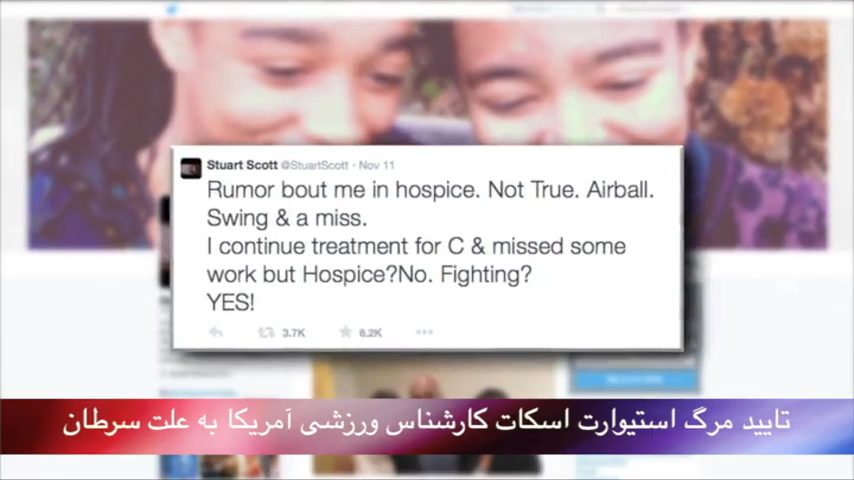 Stuart Scott @StuartScott · Nov 11
Rumor bout me in hospice. Not True. Airball.
Swing & a miss.
I continue treatment for C & missed some
work but Hospice?No. Fighting?
YES!
3.7K 6.2K
تایید مرگ استیوارت اسکات کارشناس ورزشی آمریکا به علت سرطان